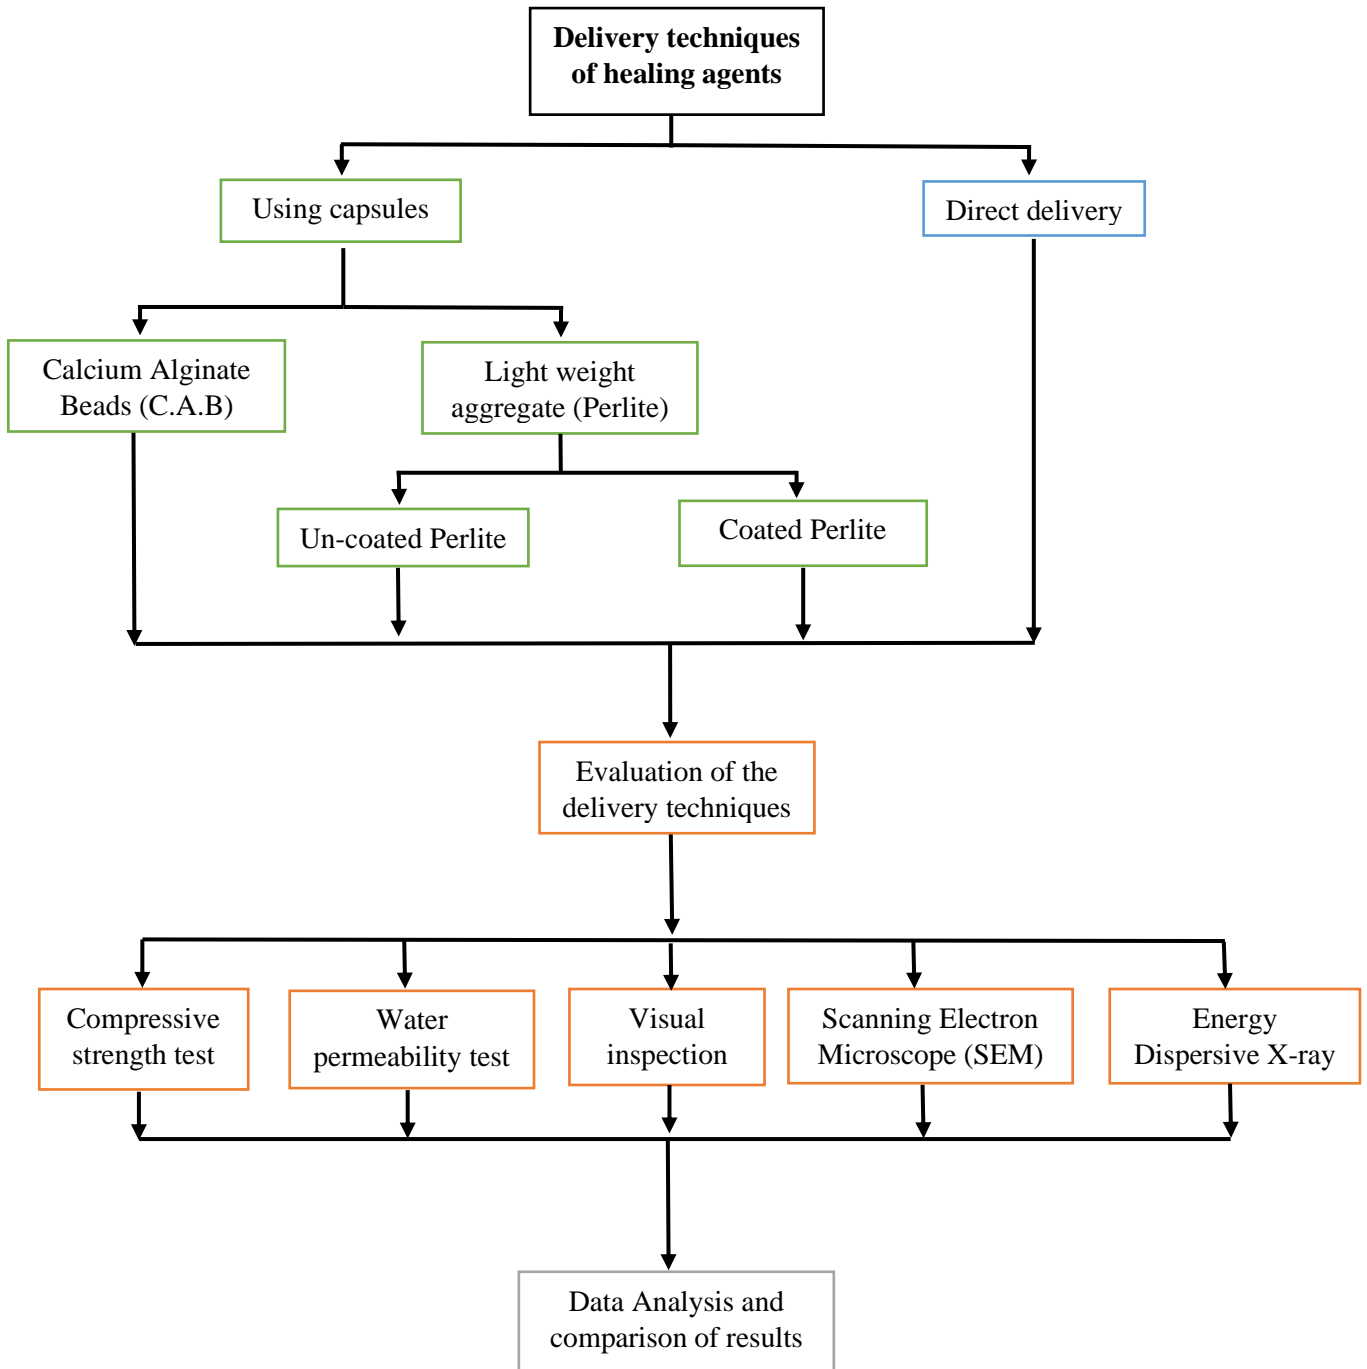 Delivery techniques
of healing agents
Using capsules
Direct delivery
Calcium Alginate
Beads (C.A.B)
Light weight
aggregate (Perlite)
Un-coated Perlite
Coated Perlite
Evaluation of the
delivery techniques
Compressive
strength test
Water
permeability test
Visual
inspection
Scanning Electron
Microscope (SEM)
Energy
Dispersive X-ray
Data Analysis and
comparison of results